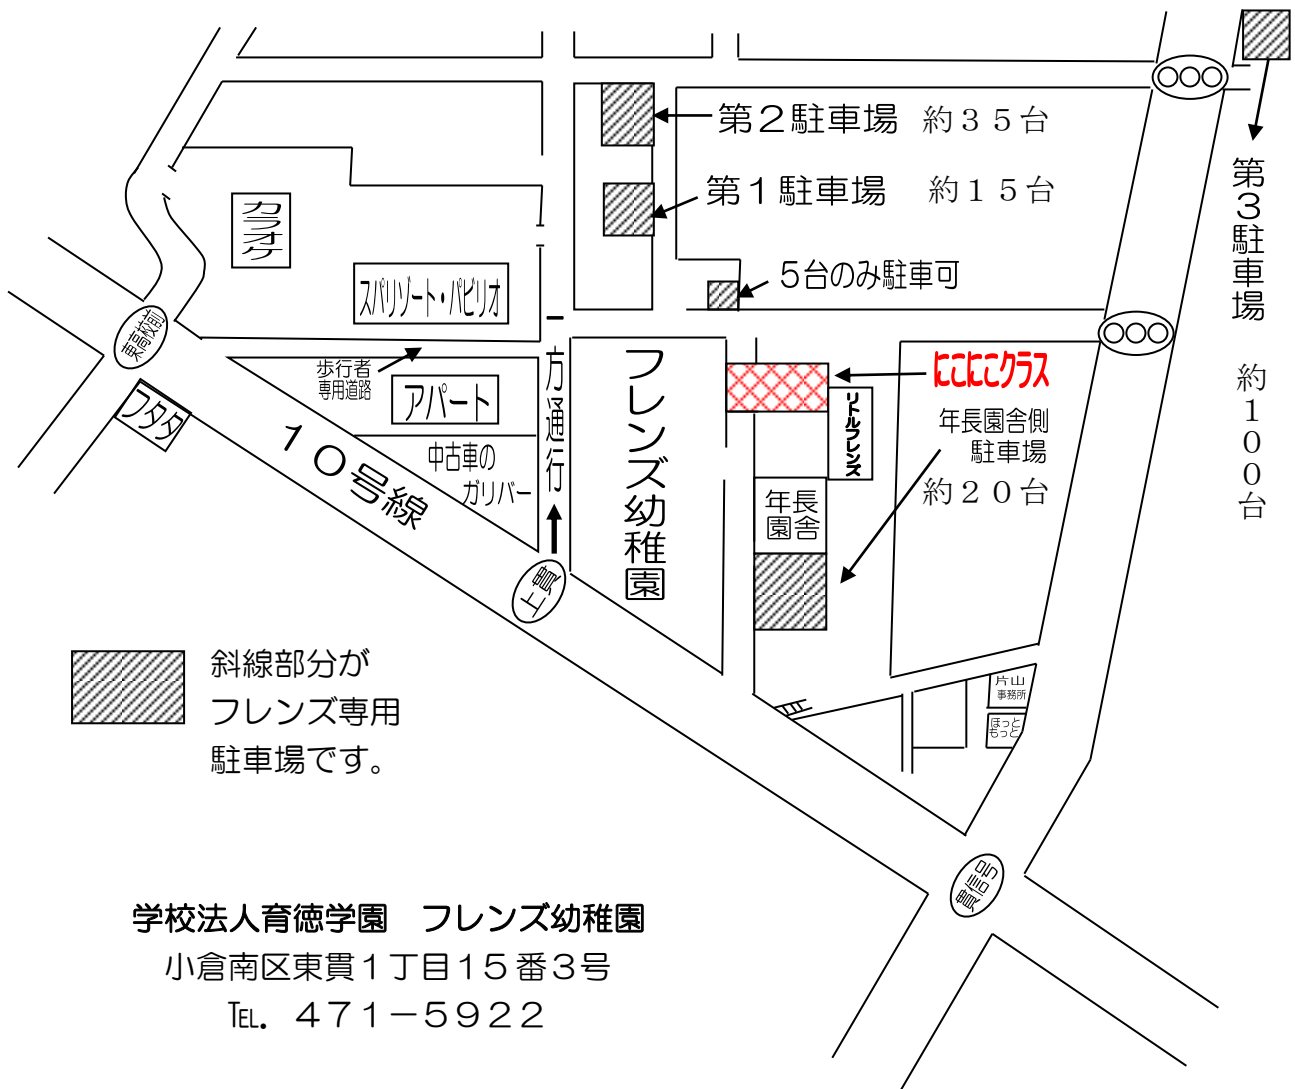 第２駐車場　約３５台
第１駐車場　約１５台
５台のみ駐車可
第３駐車場　約１００台
カラオケ
スパリゾート・パピリオ
東高校前
歩行者
専用道路
アパート
フタタ
１０号線
中古車の
ガリバー
一方通行
上貫
フレンズ幼稚園
にこにこクラス
リトルフレンズ
年長園舎側
駐車場
約２０台
年長
園舎
片山
事務所
ほっと
もっと
貫信号
斜線部分が
フレンズ専用
駐車場です。
学校法人育徳学園　フレンズ幼稚園
小倉南区東貫１丁目１５番３号
℡．４７１－５９２２